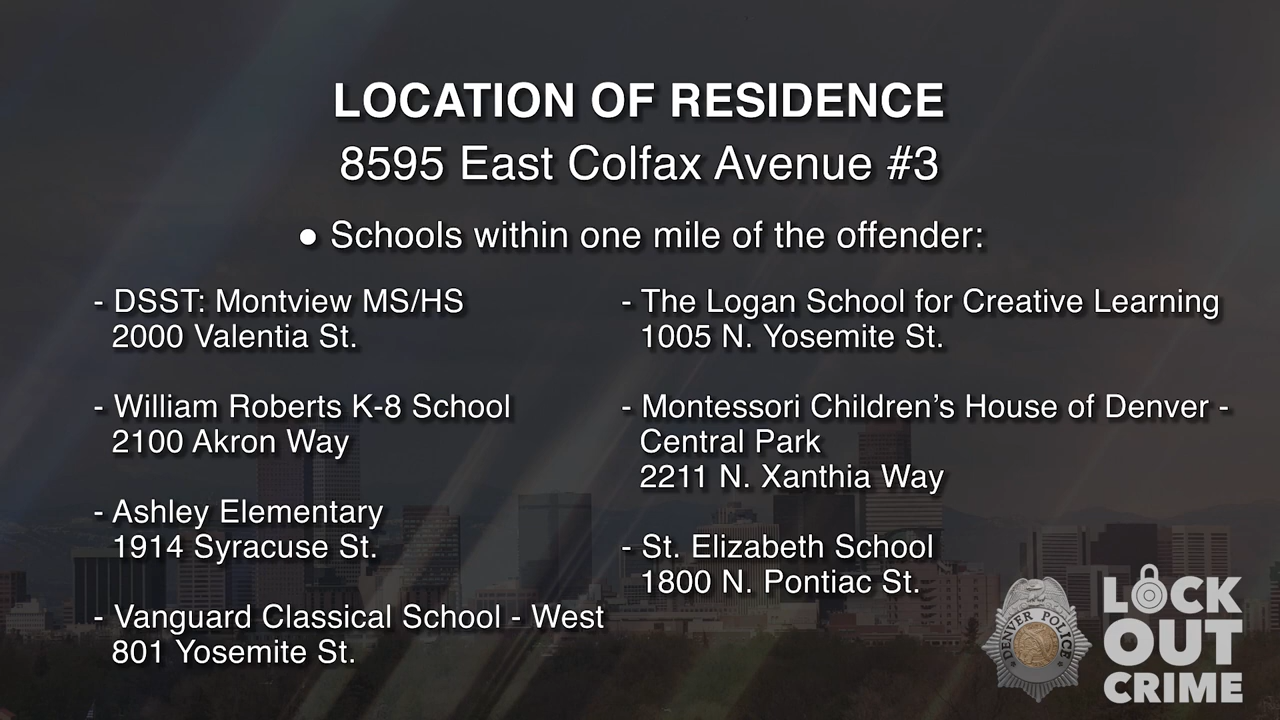 LOCATION OF RESIDENCE
8595 East Colfax Avenue #3
● Schools within one mile of the offender:
- DSST: Montview MS/HS
2000 Valentia St.
- William Roberts K-8 School
2100 Akron Way
- Ashley Elementary
1914 Syracuse St.
- Vanguard Classical School - West
801 Yosemite St.
- The Logan School for Creative Learning
1005 N. Yosemite St.
- Montessori Children’s House of Denver -
Central Park
2211 N. Xanthia Way
- St. Elizabeth School
1800 N. Pontiac St.
DENVER POLICE
LOCK
OUT
CRIME